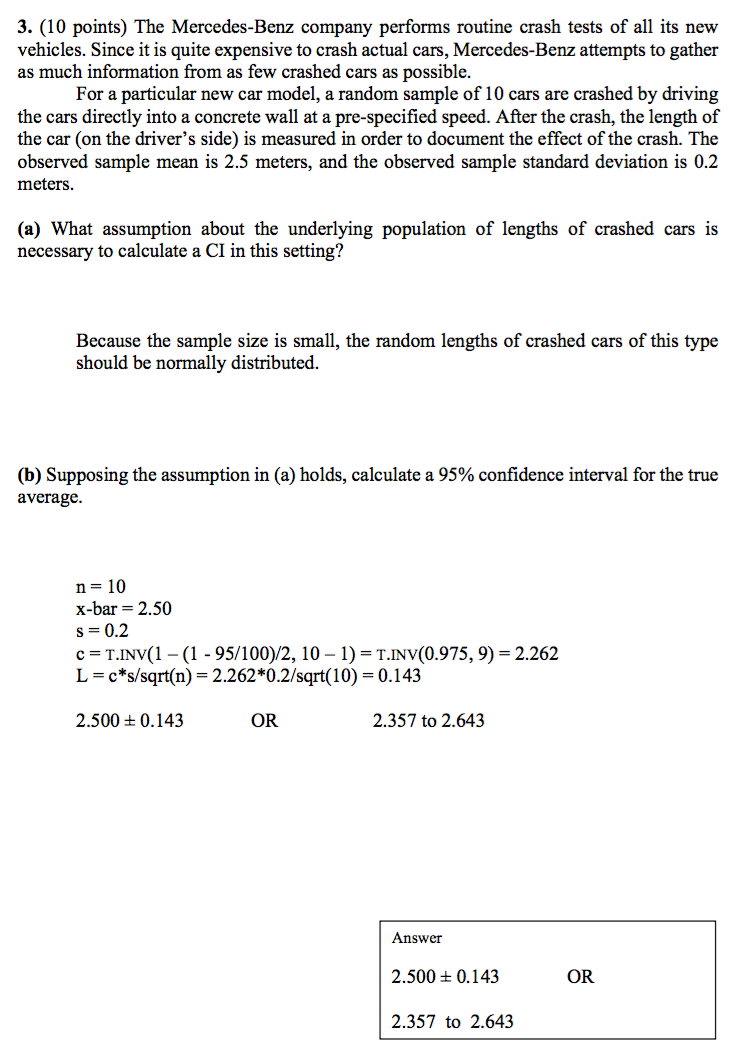 3. (10 points) The Mercedes-Benz company performs routine crash tests of all its new
vehicles. Since it is quite expensive to crash actual cars, Mercedes-Benz attempts to gather
as much information from as few crashed cars as possible.
For a particular new car model, a random sample of 10 cars are crashed by driving
the cars directly into a concrete wall at a pre-specified speed. After the crash, the length of
the car (on the driver's side) is measured in order to document the effect of the crash. The
observed sample mean is 2.5 meters, and the observed sample standard deviation is 0.2
meters.
(a) What assumption about the underlying population of lengths of crashed cars is
necessary to calculate a CI in this setting?
Because the sample size is small, the random lengths of crashed cars of this type
should be normally distributed.
(b) Supposing the assumption in (a) holds, calculate a 95% confidence interval for the true
average.
n = 10
x-bar = 2.50
s = 0.2
c = T.INV(1 – (1 - 95/100)/2, 10 – 1) = T.INV(0.975, 9) = 2.262
L = c*s/sqrt(n) = 2.262*0.2/sqrt(10) = 0.143
2.500 ± 0.143 OR 2.357 to 2.643
Answer
2.500 ± 0.143 OR
2.357 to 2.643